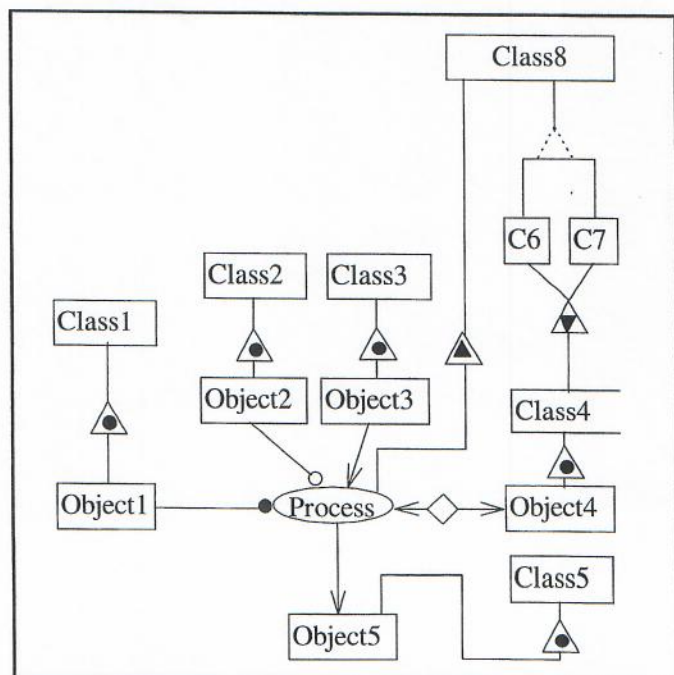 Class8
C6 C7
Class2 Class3
Class1
Object2 Object3
Class4
Object1
Process
Object4
Class5
Object5